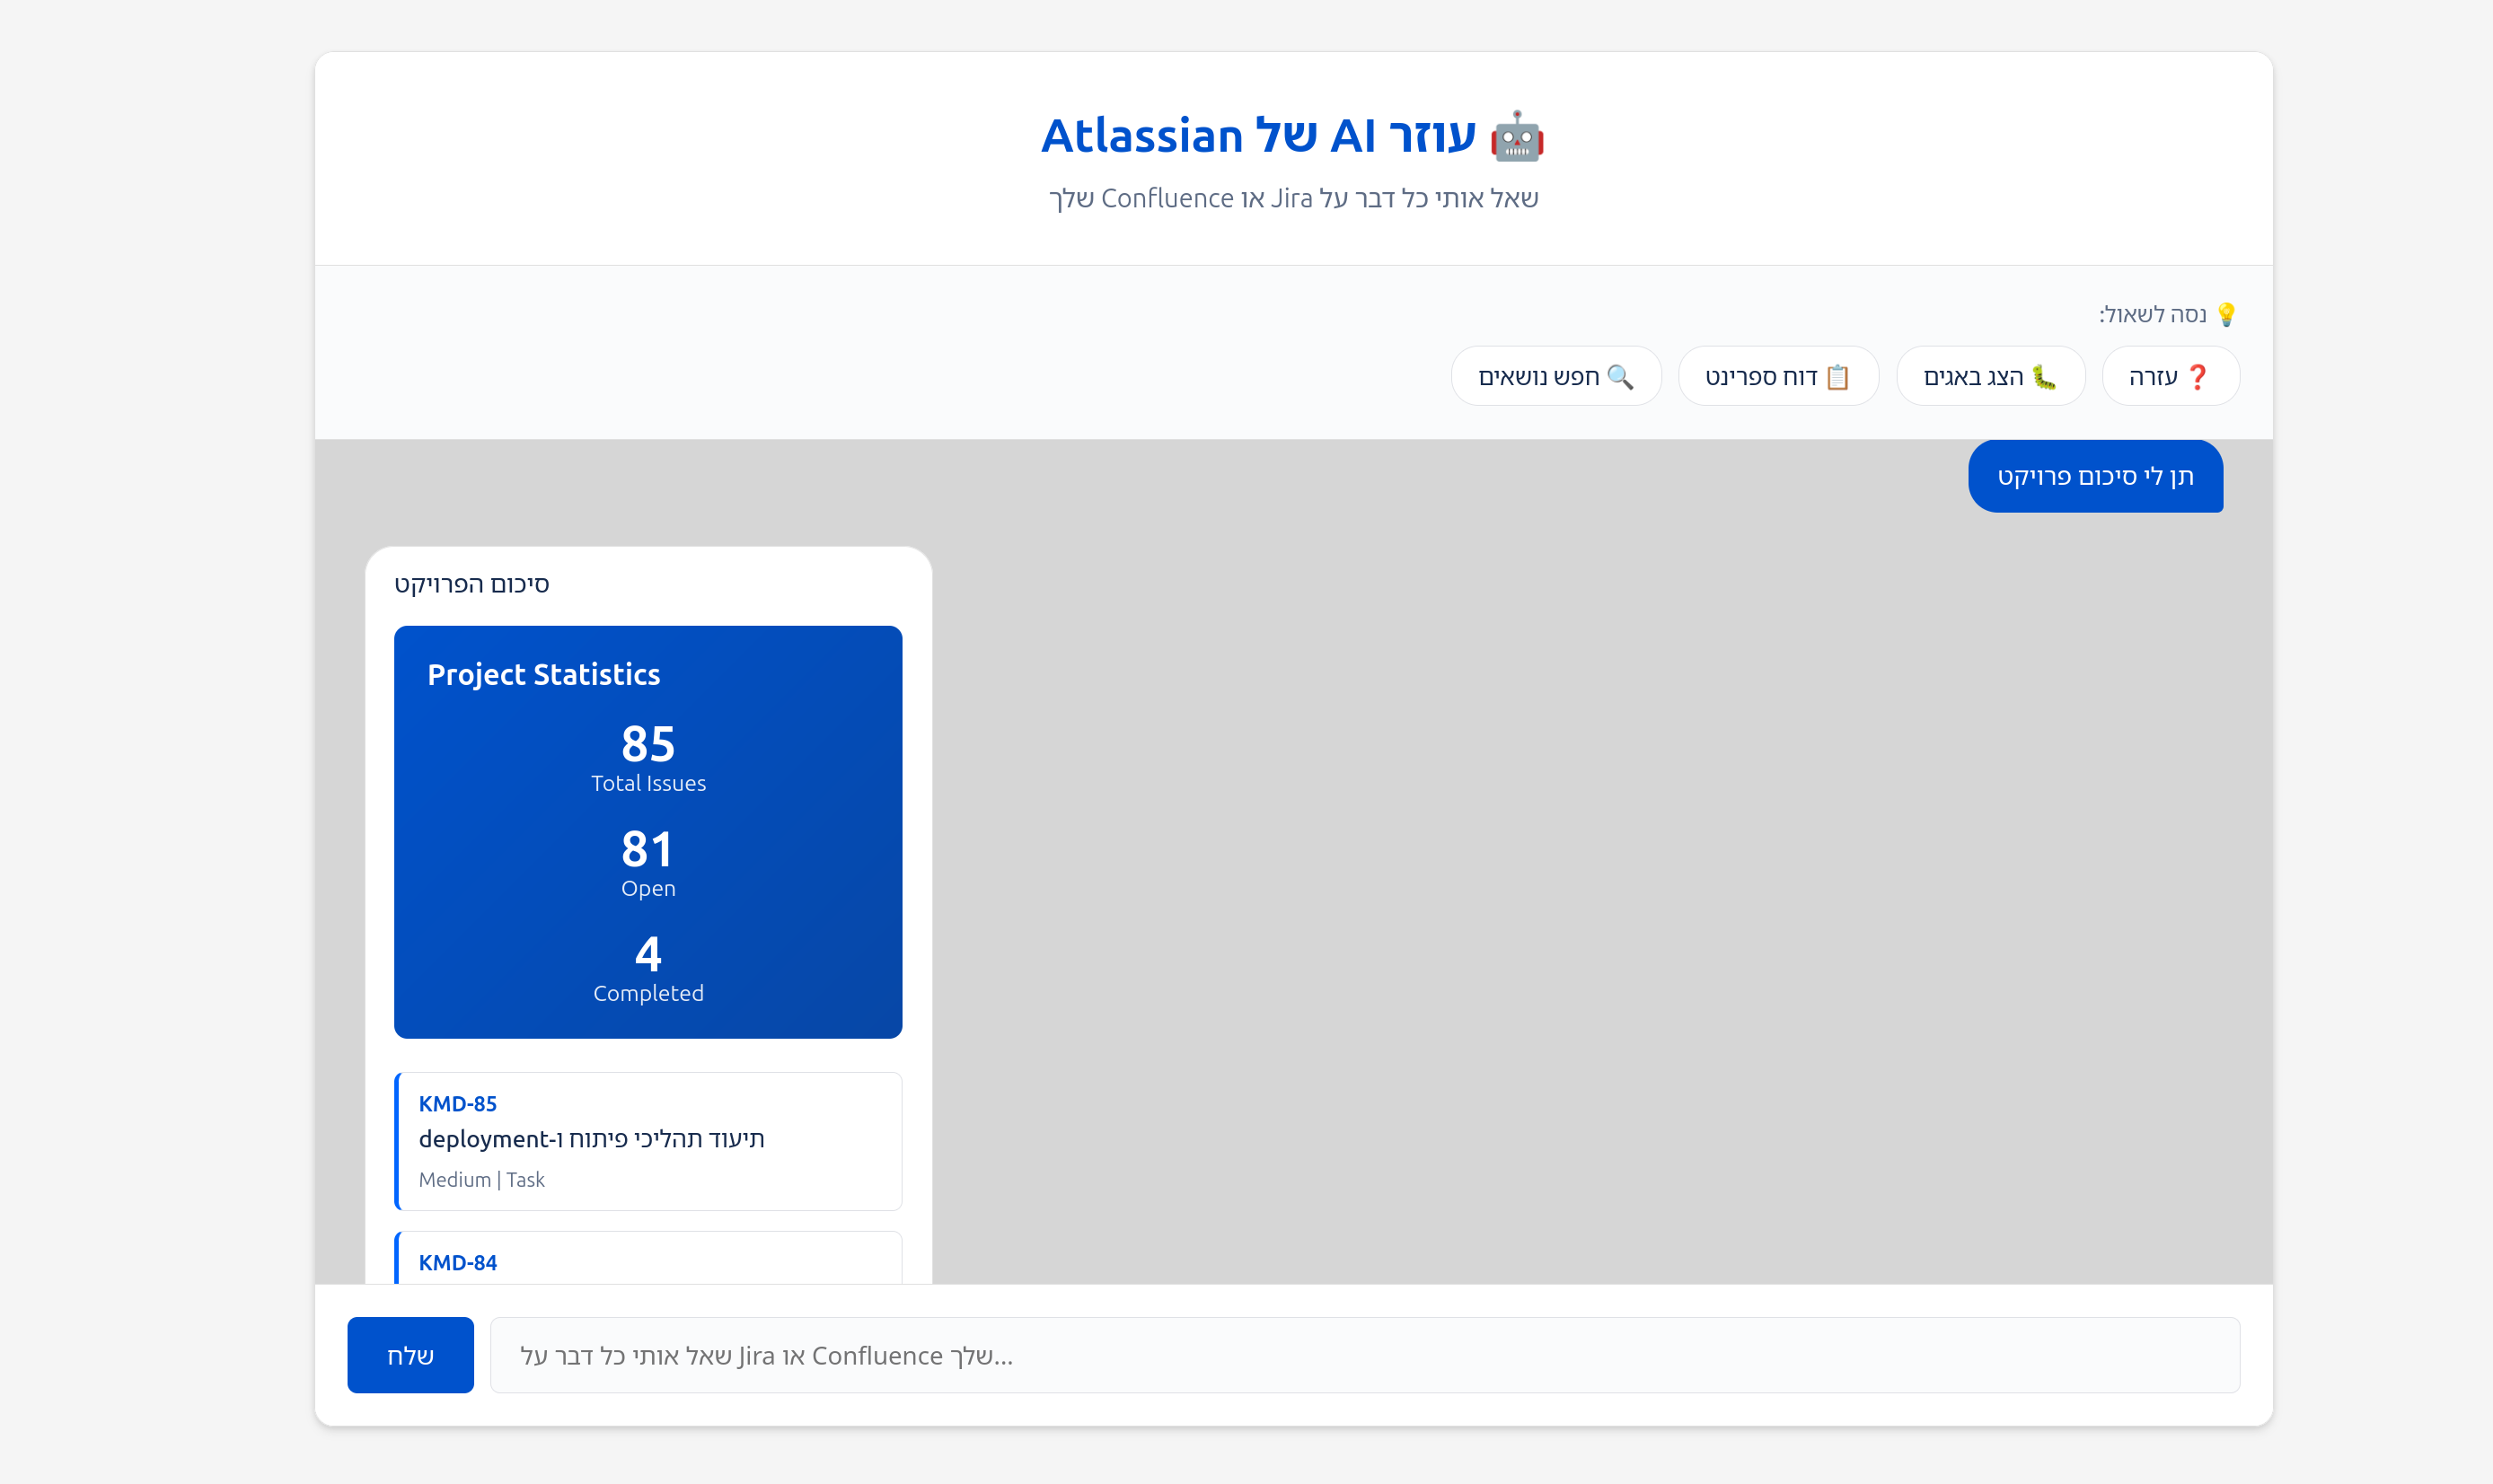 🤖 עוזר AI של Atlassian
שאל אותי כל דבר על Jira או Confluence שלך
💡 נסה לשאול:
❓ עזרה
🐛 הצג באגים
📋 דוח ספרינט
🔍 חפש נושאים
תן לי סיכום פרויקט
סיכום הפרויקט
Project Statistics
85
Total Issues
81
Open
4
Completed
KMD-85
תיעוד תהליכי פיתוח ו-deployment
Medium | Task
KMD-84
שאל אותי כל דבר על Jira או Confluence שלך...
שלח